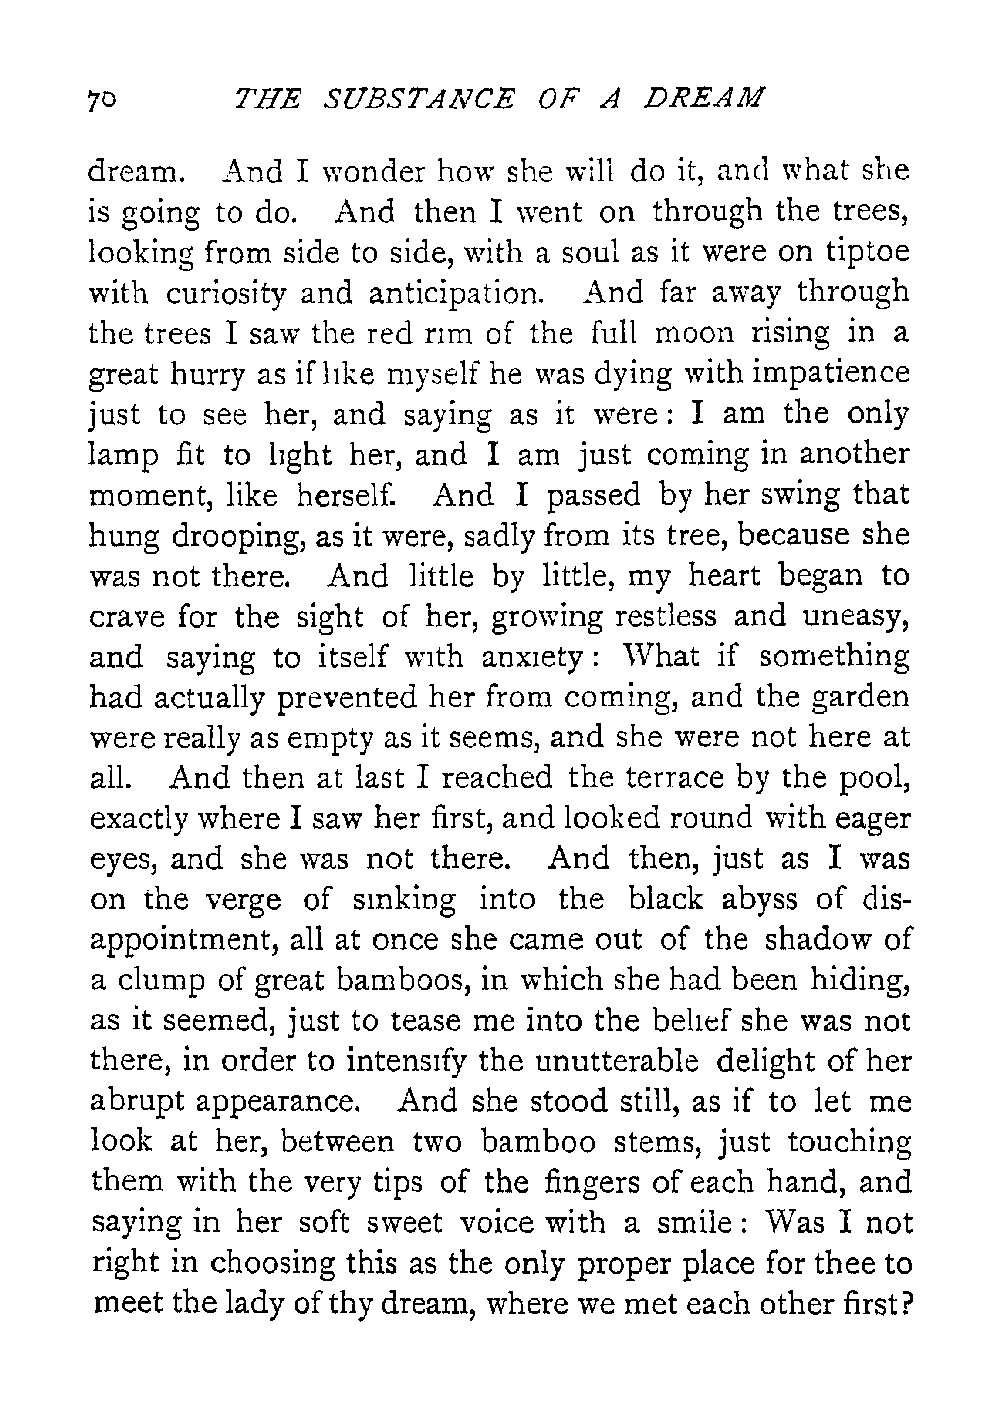 70 THE SUBSTANCE OF A DREAM
dream. And I wonder how she will do it, and what she
is going to do. And then I went on through the trees,
looking from side to side, with a soul as it were on tiptoe
with curiosity and anticipation. And far away through
the trees I saw the red rim of the full moon rising in a
great hurry as if like myself he was dying with impatience
just to see her, and saying as it were : I am the only
lamp fit to light her, and I am just coming in another
moment, like herself. And I passed by her swing that
hung drooping, as it were, sadly from its tree, because she
was not there. And little by little, my heart began to
crave for the sight of her, growing restless and uneasy,
and saying to itself with anxiety : What if something
had actually prevented her from coming, and the garden
were really as empty as it seems, and she were not here at
all. And then at last I reached the terrace by the pool,
exactly where I saw her first, and looked round with eager
eyes, and she was not there. And then, just as I was
on the verge of sinking into the black abyss of dis-
appointment, all at once she came out of the shadow of
a clump of great bamboos, in which she had been hiding,
as it seemed, just to tease me into the belief she was not
there, in order to intensify the unutterable delight of her
abrupt appearance. And she stood still, as if to let me
look at her, between two bamboo stems, just touching
them with the very tips of the fingers of each hand, and
saying in her soft sweet voice with a smile : Was I not
right in choosing this as the only proper place for thee to
meet the lady of thy dream, where we met each other first?